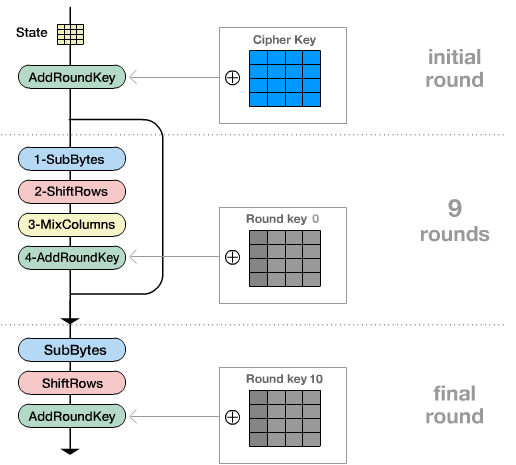 State
Cipher Key
initial
round
AddRoundKey
1-SubBytes
2-ShiftRows
3-MixColumns
4-AddRoundKey
Round key 0
9
rounds
SubBytes
ShiftRows
AddRoundKey
Round key 10
final
round